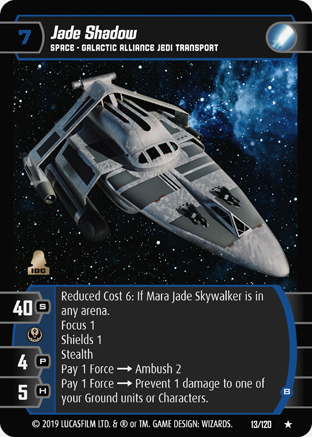 7
Jade Shadow
SPACE - GALACTIC ALLIANCE JEDI TRANSPORT
IDC
40 S
4 P
5 H
Reduced Cost 6: If Mara Jade Skywalker is in
any arena.
Focus 1
Shields 1
Stealth
Pay 1 Force → Ambush 2
Pay 1 Force → Prevent 1 damage to one of
your Ground units or Characters.
B
© 2019 LUCASFILM LTD. & ® or TM. GAME DESIGN: WIZARDS.
13/120
★